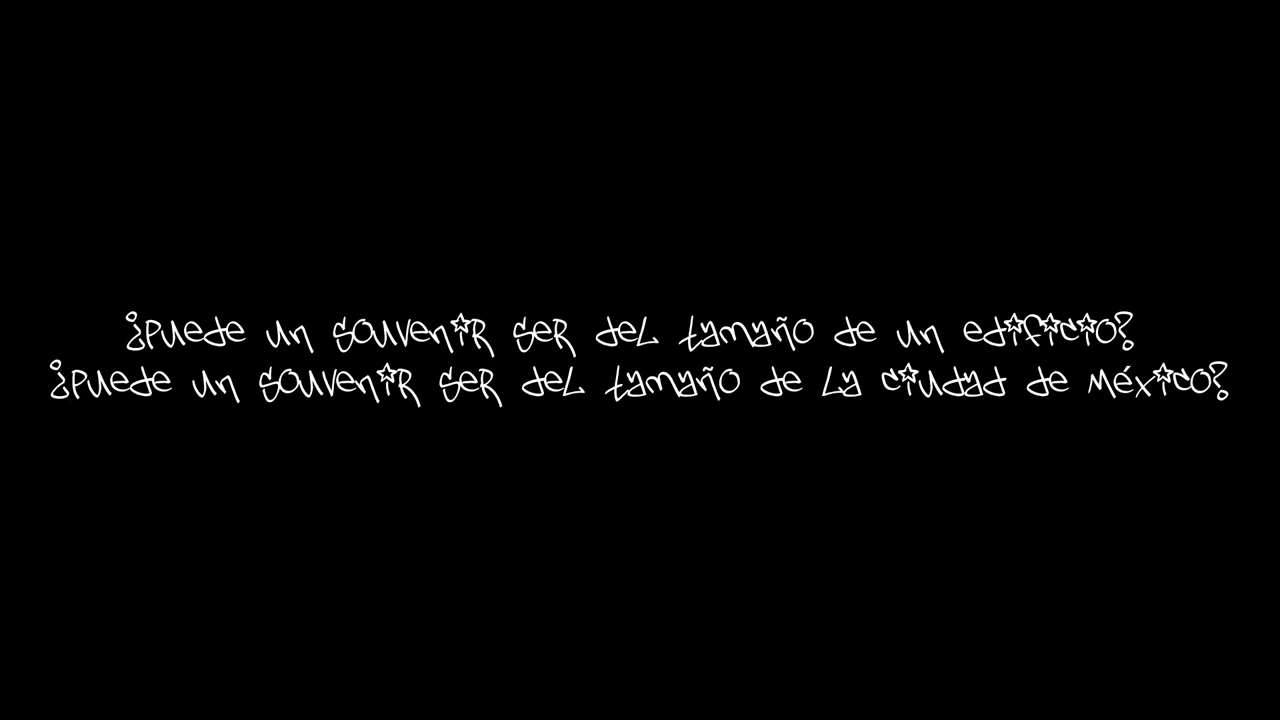 ¿Puede un souvenir ser del tamaño de un edificio?
¿Puede un souvenir ser del tamaño de la ciudad de México?